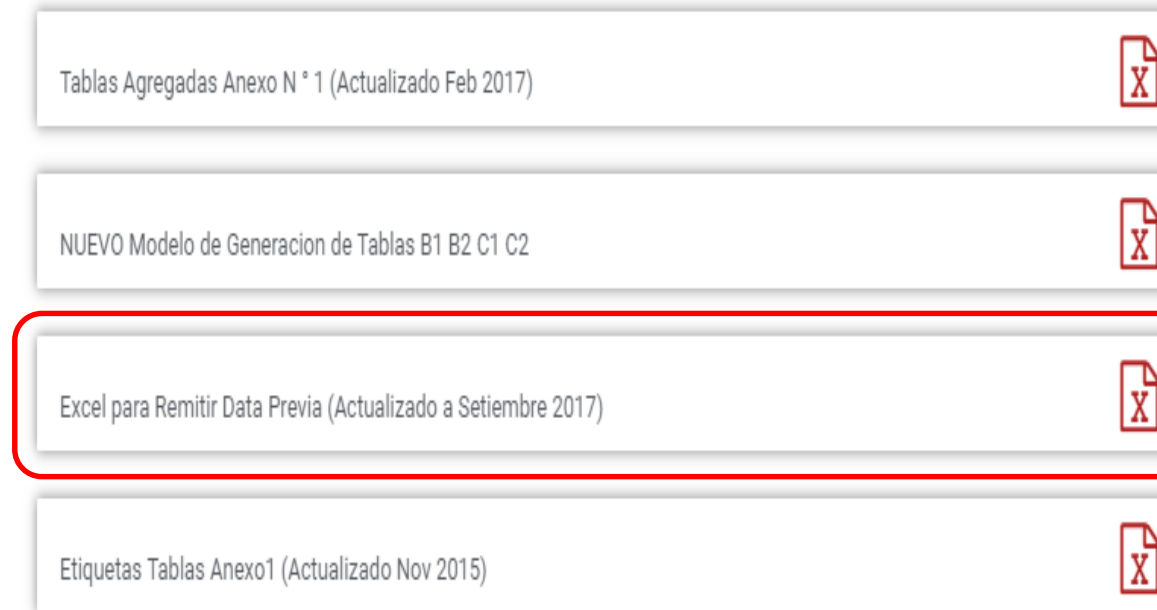 Tablas Agregadas Anexo N ° 1 (Actualizado Feb 2017)
X
NUEVO Modelo de Generacion de Tablas B1 B2 C1 C2
X
Excel para Remitir Data Previa (Actualizado a Setiembre 2017)
X
Etiquetas Tablas Anexo1 (Actualizado Nov 2015)
X